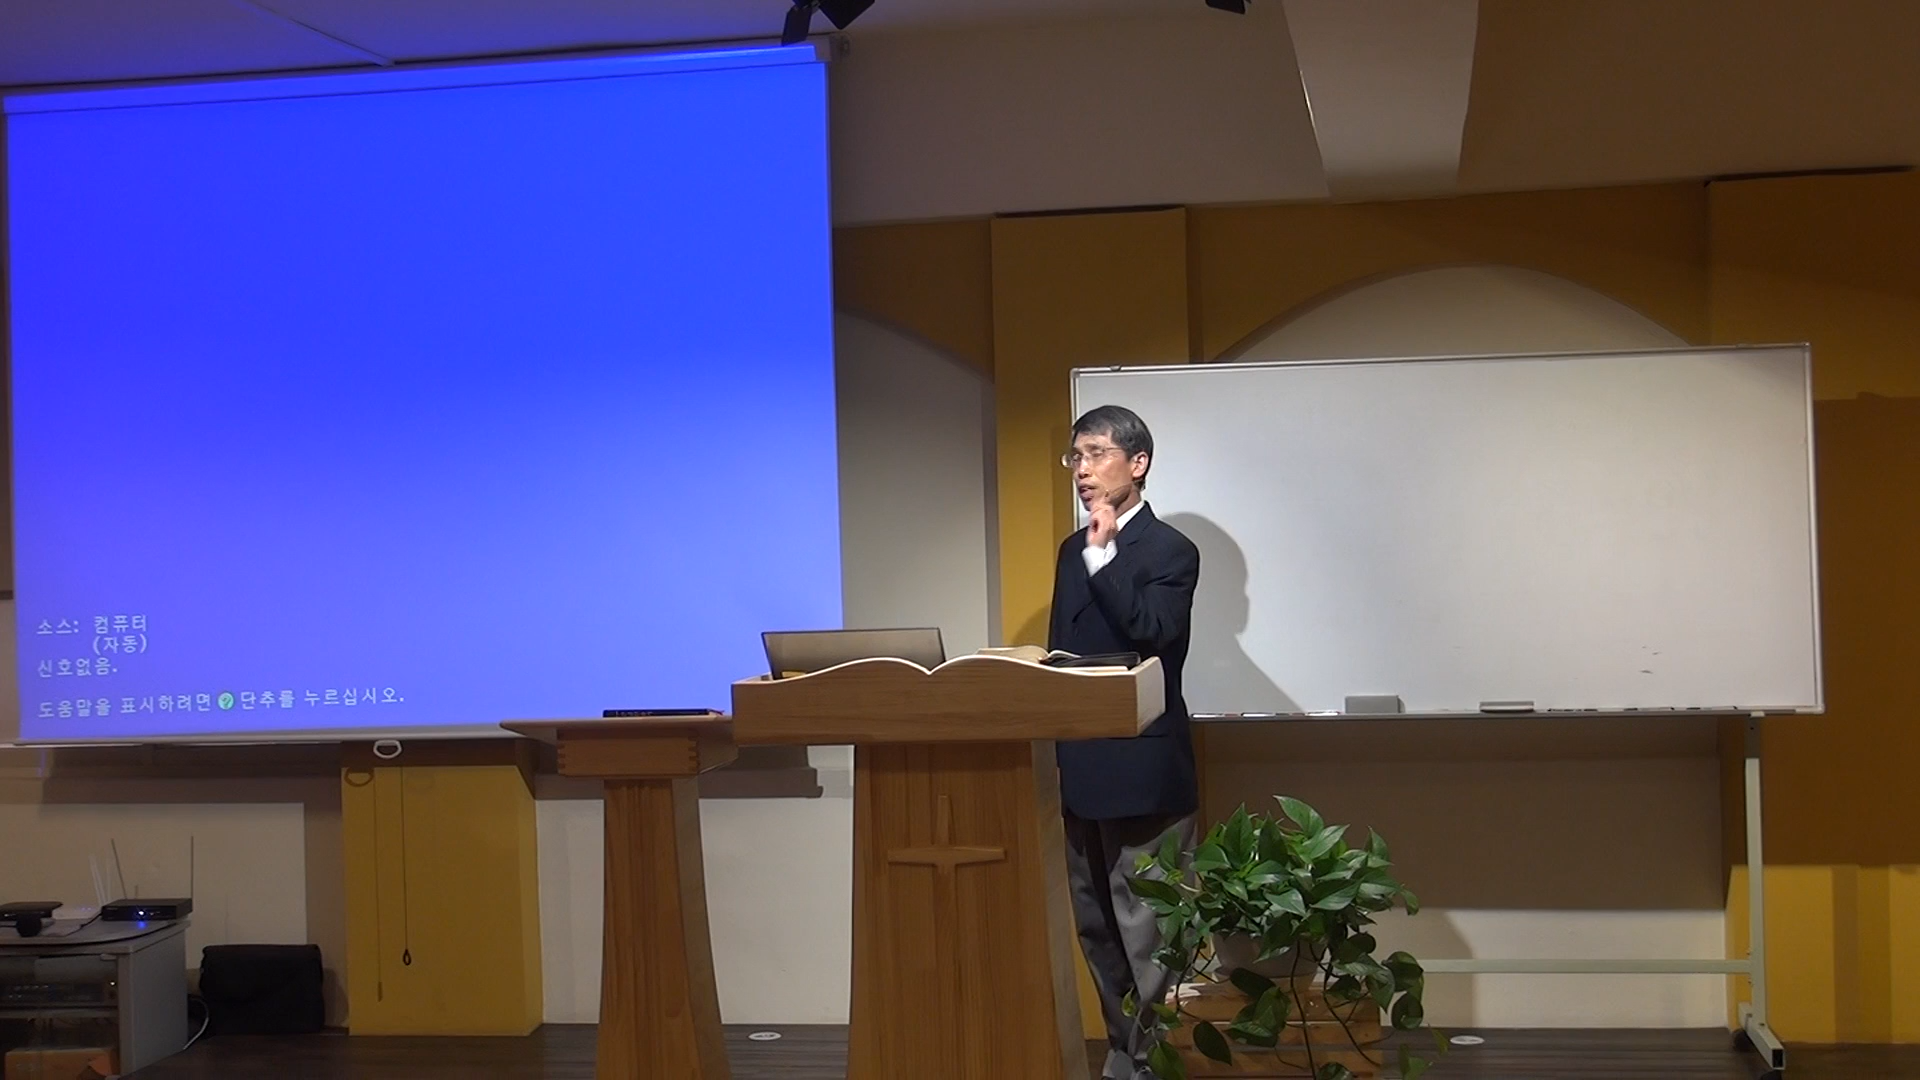 소스: 컴퓨터
(자동)
신호없음.
도움말을 표시하려면 ? 단추를 누르십시오.